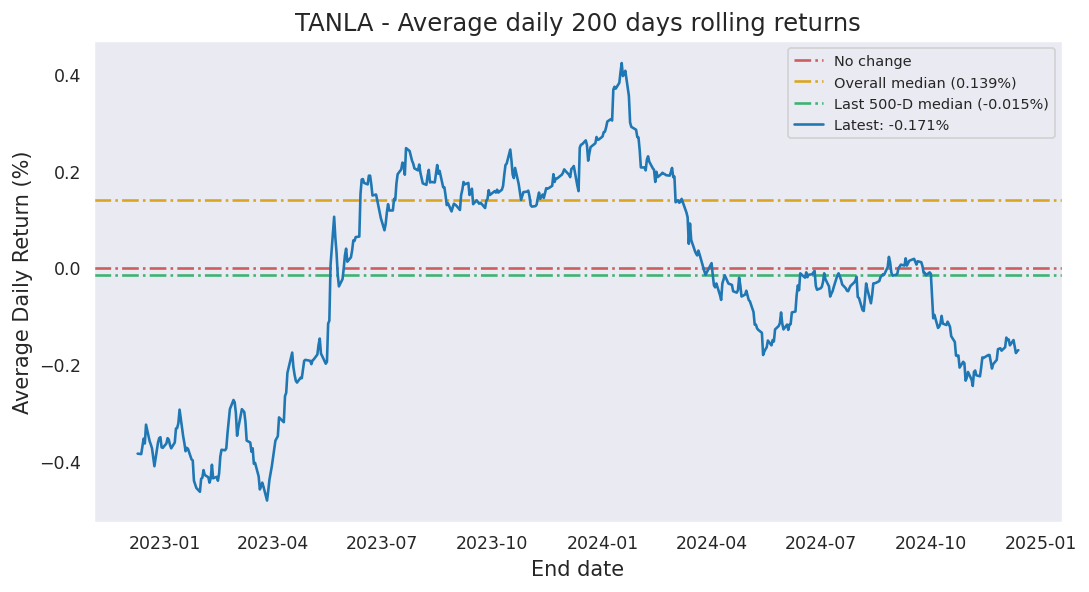 TANLA - Average daily 200 days rolling returns
No change
Overall median (0.139%)
Last 500-D median (-0.015%)
Latest: -0.171%
Average Daily Return (%)
0.4
0.2
0.0
−0.2
−0.4
2023-01 2023-04 2023-07 2023-10 2024-01 2024-04 2024-07 2024-10 2025-01
End date